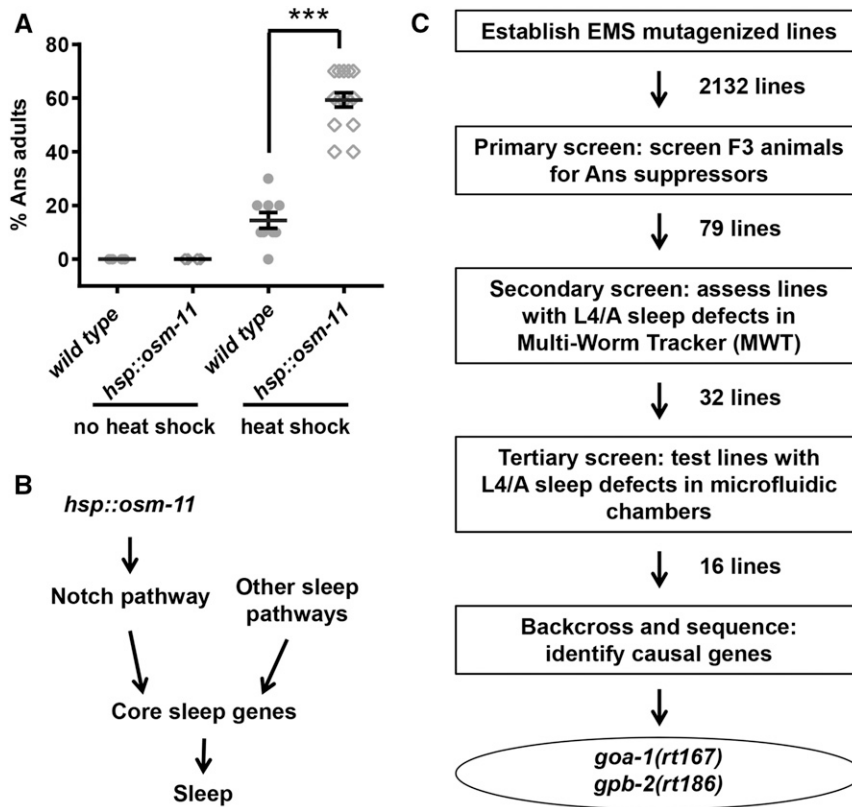 A
***
% Ans adults
80
60
40
20
0
wild type
hsp::osm-11
wild type
hsp::osm-11
no heat shock
heat shock
B
hsp::osm-11
Notch pathway
Other sleep
pathways
Core sleep genes
Sleep
C
Establish EMS mutagenized lines
2132 lines
Primary screen: screen F3 animals
for Ans suppressors
79 lines
Secondary screen: assess lines
with L4/A sleep defects in
Multi-Worm Tracker (MWT)
32 lines
Tertiary screen: test lines with
L4/A sleep defects in microfluidic
chambers
16 lines
Backcross and sequence:
identify causal genes
goa-1(rt167)
gpb-2(rt186)